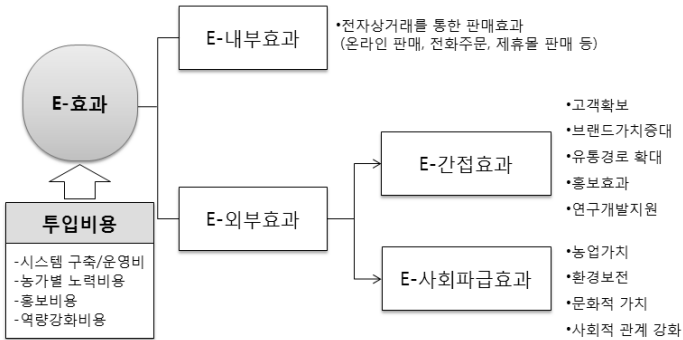 E-효과
투입비용
-시스템 구축/운영비
-농가별 노력비용
-홍보비용
-역량강화비용
E-내부효과
•전자상거래를 통한 판매효과
(온라인 판매, 전화주문, 제휴몰 판매 등)
E-외부효과
E-간접효과
•고객확보
•브랜드가치증대
•유통경로 확대
•홍보효과
•연구개발지원
E-사회파급효과
•농업가치
•환경보전
•문화적 가치
•사회적 관계 강화